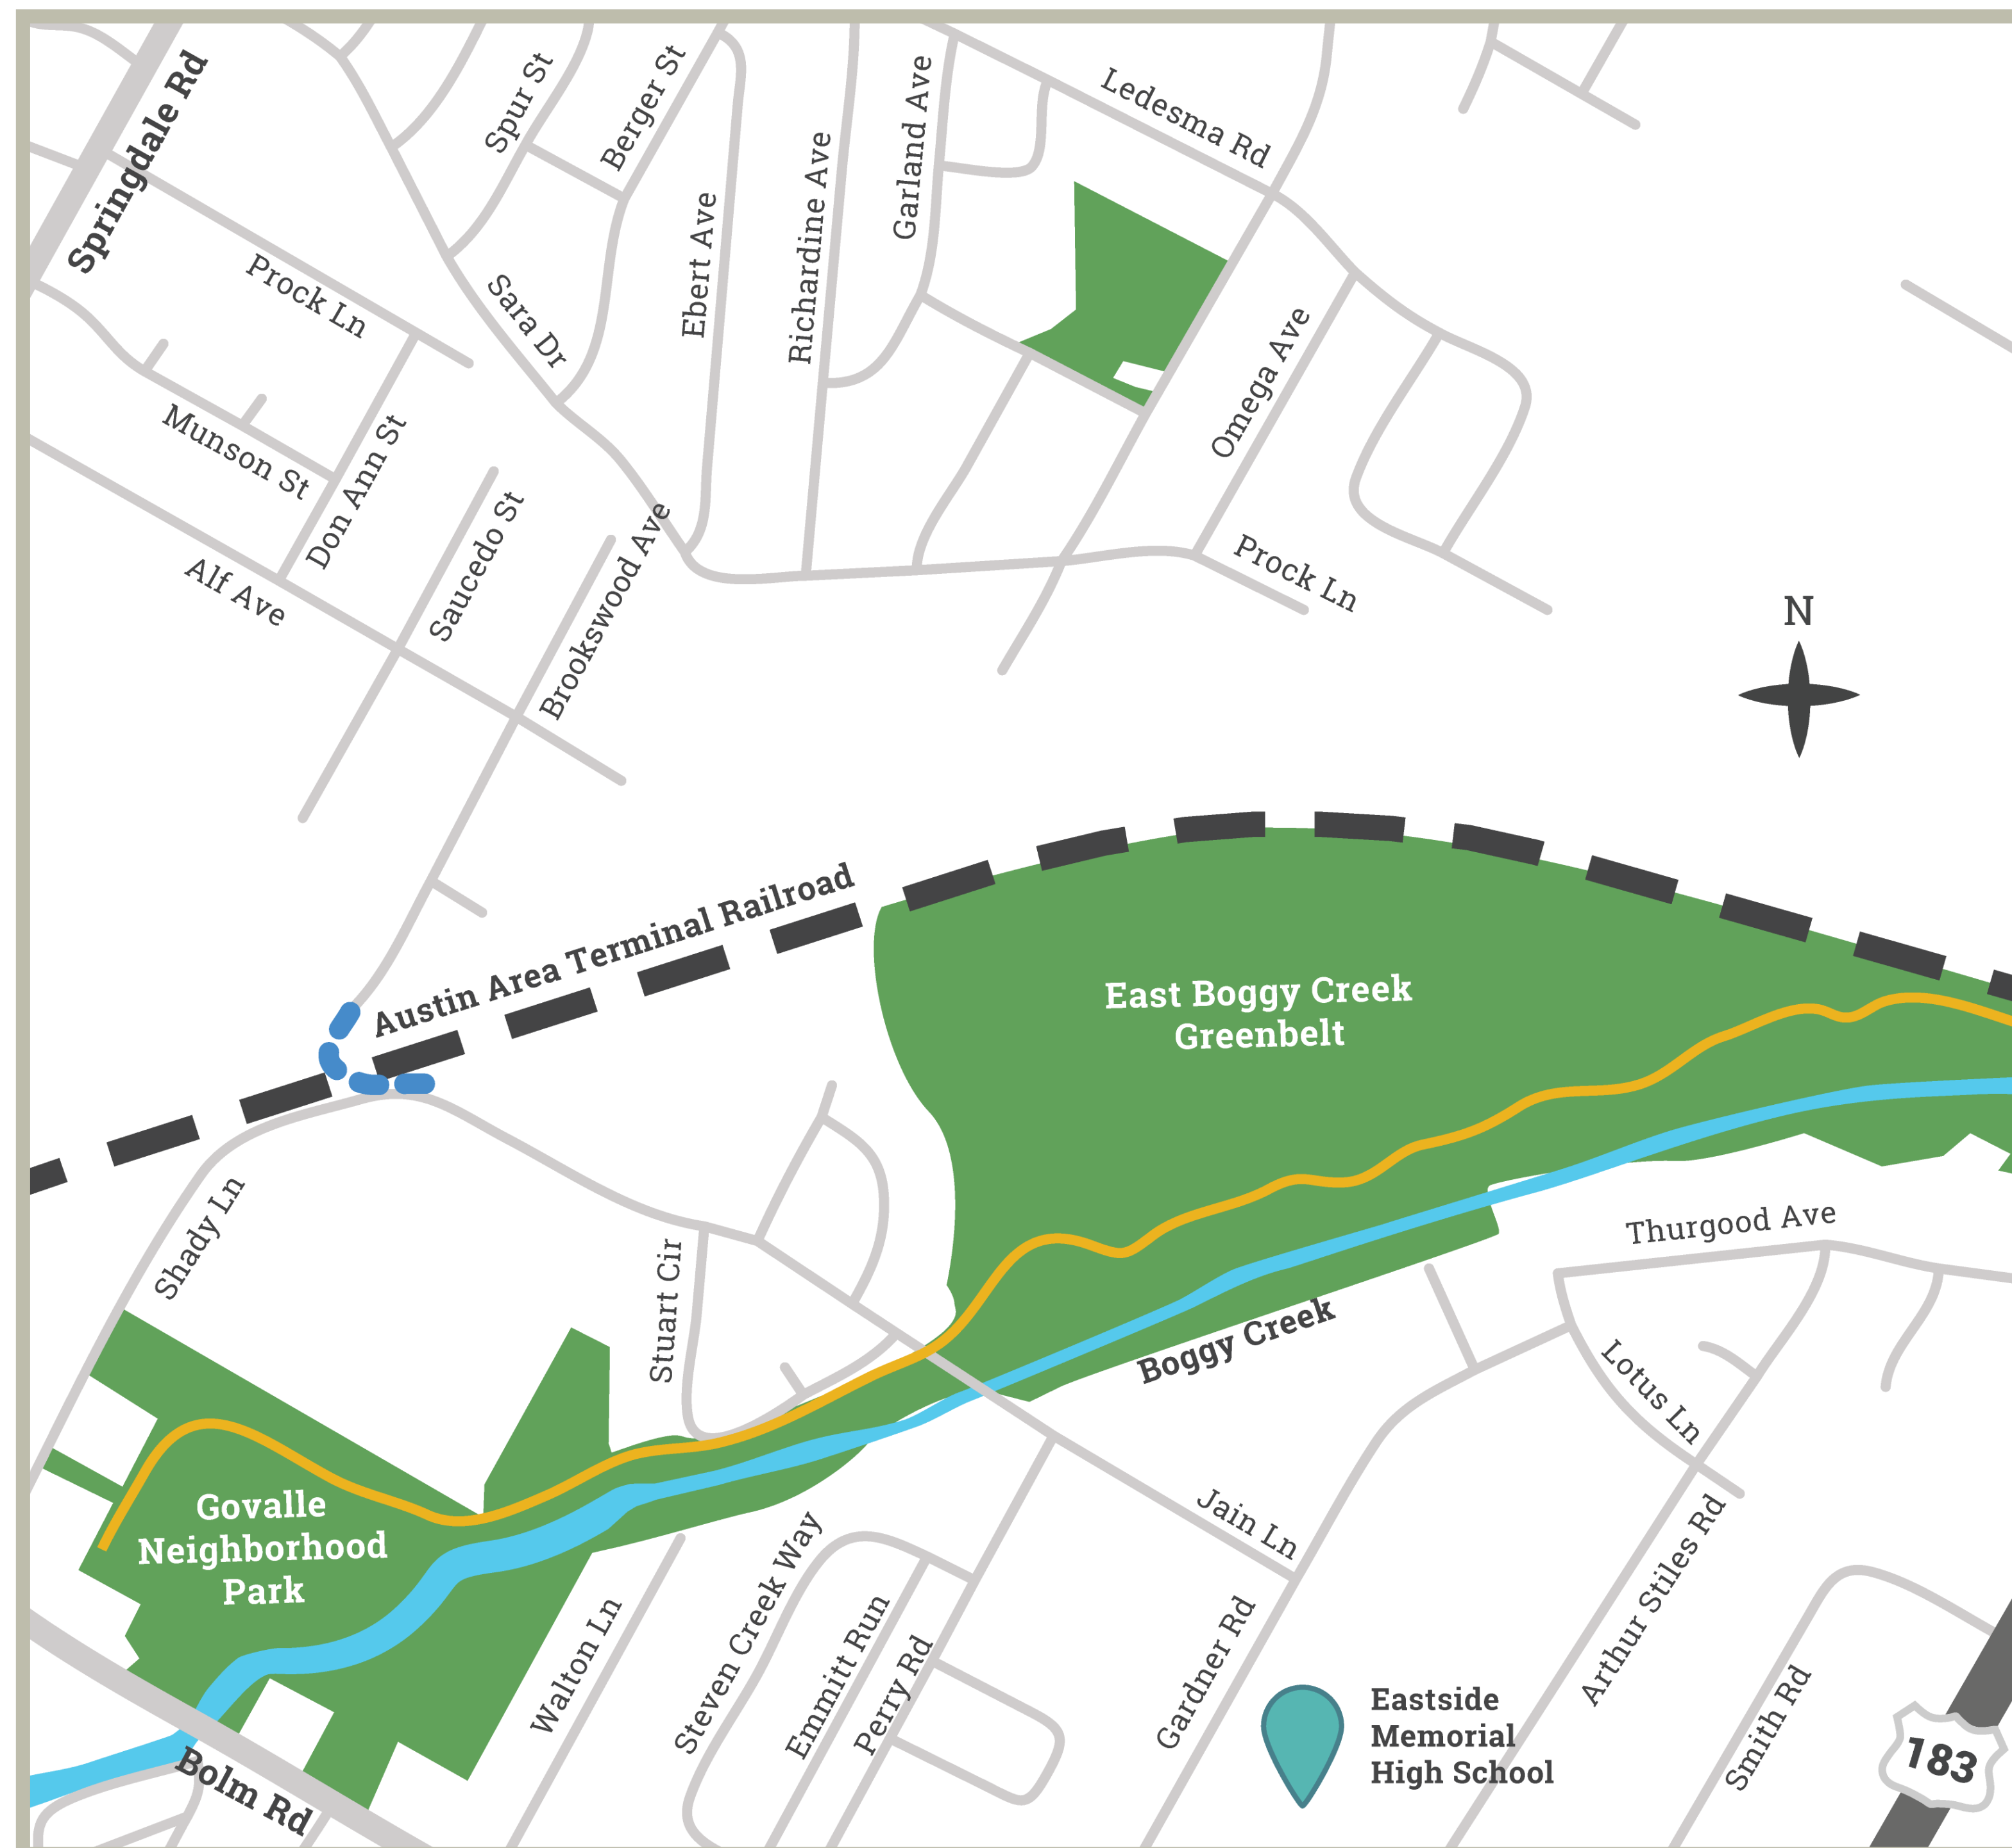 Springdale Rd
Spur St
Berger St
Ledesma Rd
Garland Ave
Richardine Ave
Ebert Ave
Prock Ln
Sara Dr
Omega Ave
Munson St
Don Ann St
Alf Ave
Saucedo St
Brookswood Ave
Prock Ln
N
Austin Area Terminal Railroad
East Boggy Creek
Greenbelt
Shady Ln
Stuart Cir
Thurgood Ave
Boggy Creek
Lotus Ln
Govalle
Neighborhood
Park
Jain Ln
Walton Ln
Steven Creek Way
Emmitt Run
Perry Rd
Gardner Rd
Arthur Stiles Rd
Smith Rd
Eastside
Memorial
High School
183
Bolm Rd